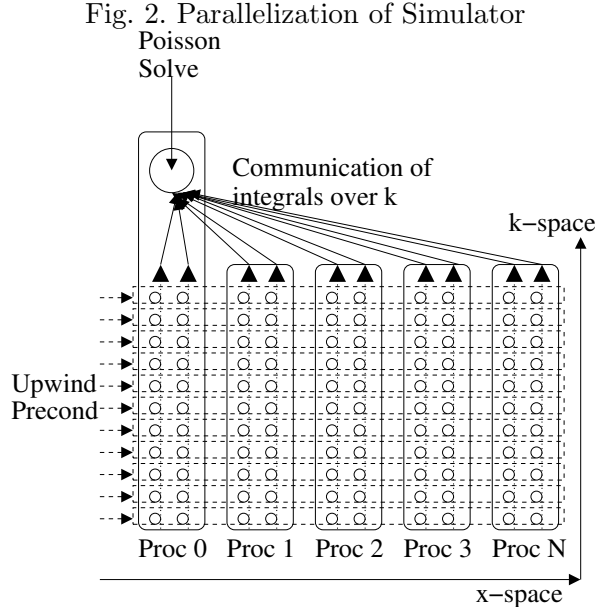 Fig. 2. Parallelization of Simulator
Poisson
Solve
Communication of
integrals over k
k−space
Upwind
Precond
Proc 0 Proc 1 Proc 2 Proc 3 Proc N
x−space